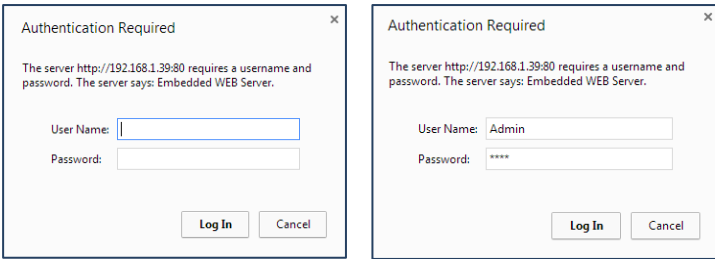 Authentication Required
×
The server http://192.168.1.39:80 requires a username and
password. The server says: Embedded WEB Server.
User Name:
Password:
Log In
Cancel
Authentication Required
×
The server http://192.168.1.39:80 requires a username and
password. The server says: Embedded WEB Server.
User Name: Admin
Password: ****
Log In
Cancel